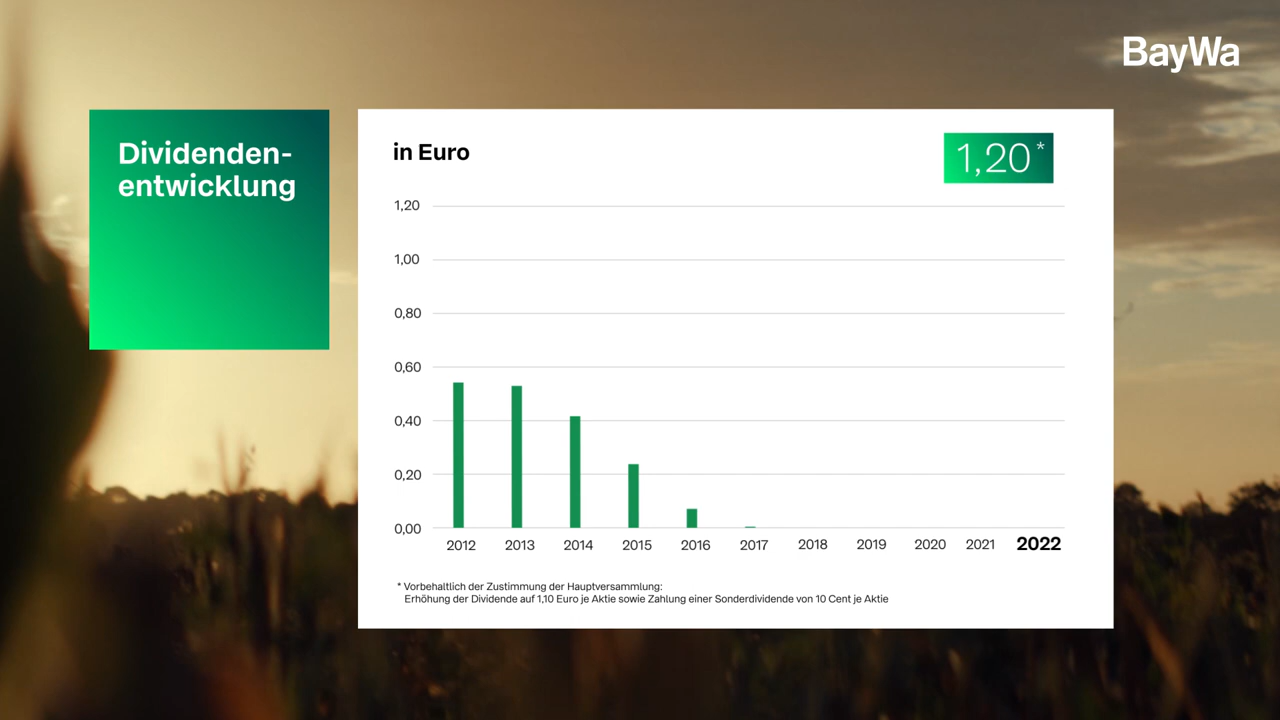 BayWa
Dividenden-
entwicklung
in Euro
1,20*
1,20
1,00
0,80
0,60
0,40
0,20
0,00
2012 2013 2014 2015 2016 2017 2018 2019 2020 2021 2022
* Vorbehaltlich der Zustimmung der Hauptversammlung:
Erhöhung der Dividende auf 1,10 Euro je Aktie sowie Zahlung einer Sonderdividende von 10 Cent je Aktie